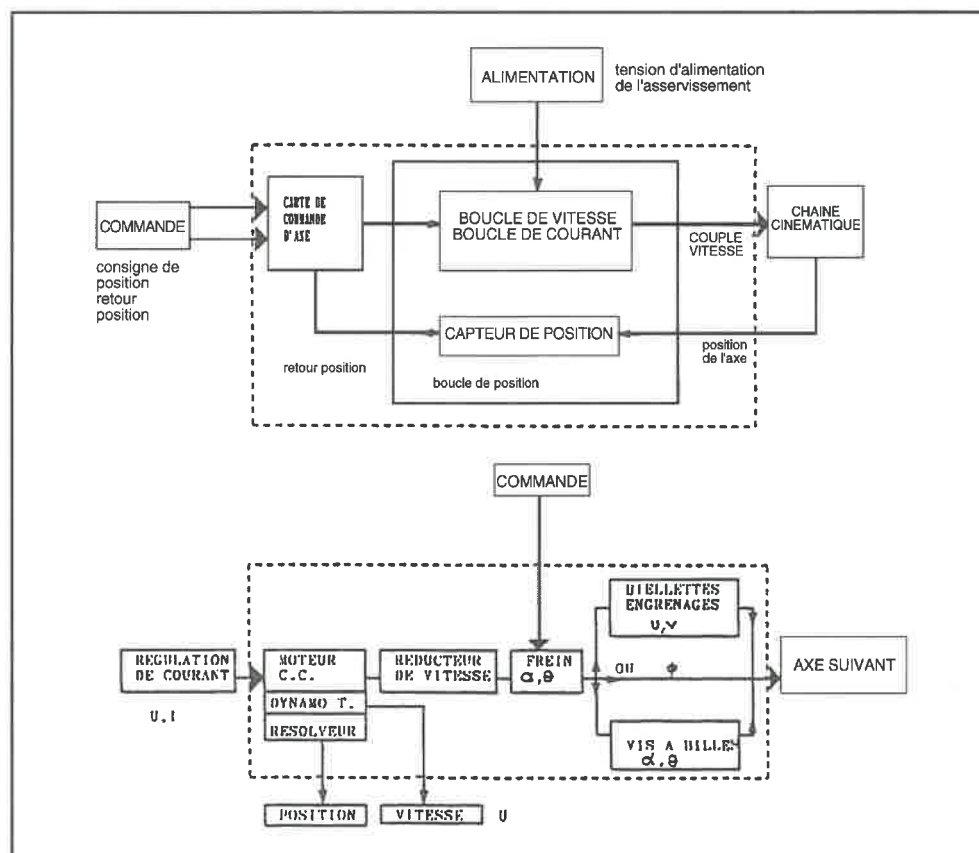 ALIMENTATION
tension d'alimentation
de l'asservissement
COMMANDE
consigne de
position
retour
position
CARTE DE
COMMANDE
D'AXE
BOUCLE DE VITESSE
BOUCLE DE COURANT
COUPLE
VITESSE
CHAINE
CINEMATIQUE
CAPTEUR DE POSITION
retour position
boucle de position
position
de l'axe
COMMANDE
REGULATION
DE COURANT
U.I
MOTEUR
C.C.
DYNAMO T.
RESOLVEUR
REDUCTEUR
DE VITESSE
FREIN
α,θ
BIELLETTES
ENGRENAGES
U,V
OU
φ
VIS A BILLES
α,θ
AXE SUIVANT
POSITION
VITESSE
U